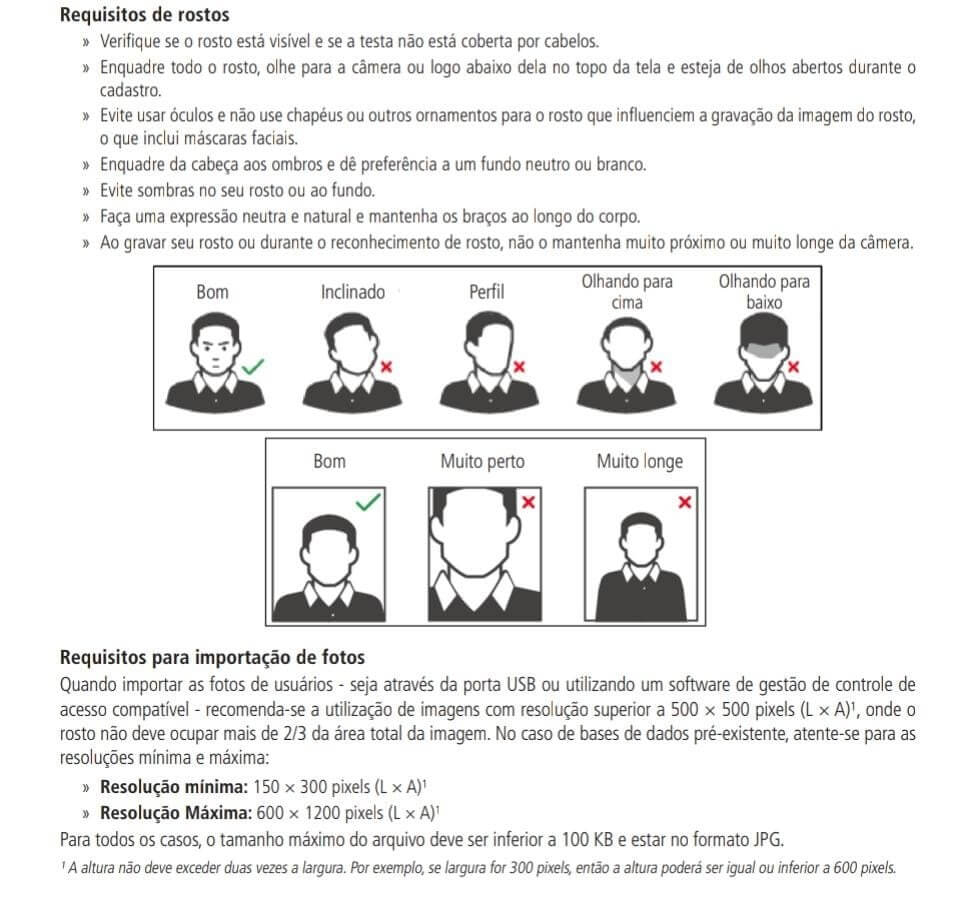 Requisitos de rostos
» Verifique se o rosto está visível e se a testa não está coberta por cabelos.
» Enquadre todo o rosto, olhe para a câmera ou logo abaixo dela no topo da tela e esteja de olhos abertos durante o
cadastro.
» Evite usar óculos e não use chapéus ou outros ornamentos para o rosto que influenciem a gravação da imagem do rosto,
o que inclui máscaras faciais.
» Enquadre da cabeça aos ombros e dê preferência a um fundo neutro ou branco.
» Evite sombras no seu rosto ou ao fundo.
» Faça uma expressão neutra e natural e mantenha os braços ao longo do corpo.
» Ao gravar seu rosto ou durante o reconhecimento de rosto, não o mantenha muito próximo ou muito longe da câmera.
Bom
Inclinado
Perfil
Olhando para
cima
Olhando para
baixo
Bom
Muito perto
Muito longe
Requisitos para importação de fotos
Quando importar as fotos de usuários - seja através da porta USB ou utilizando um software de gestão de controle de
acesso compatível - recomenda-se a utilização de imagens com resolução superior a 500 × 500 pixels (L × A)¹, onde o
rosto não deve ocupar mais de 2/3 da área total da imagem. No caso de bases de dados pré-existente, atente-se para as
resoluções mínima e máxima:
» Resolução mínima: 150 × 300 pixels (L × A)¹
» Resolução Máxima: 600 × 1200 pixels (L × A)¹
Para todos os casos, o tamanho máximo do arquivo deve ser inferior a 100 KB e estar no formato JPG.
¹ A altura não deve exceder duas vezes a largura. Por exemplo, se largura for 300 pixels, então a altura poderá ser igual ou inferior a 600 pixels.